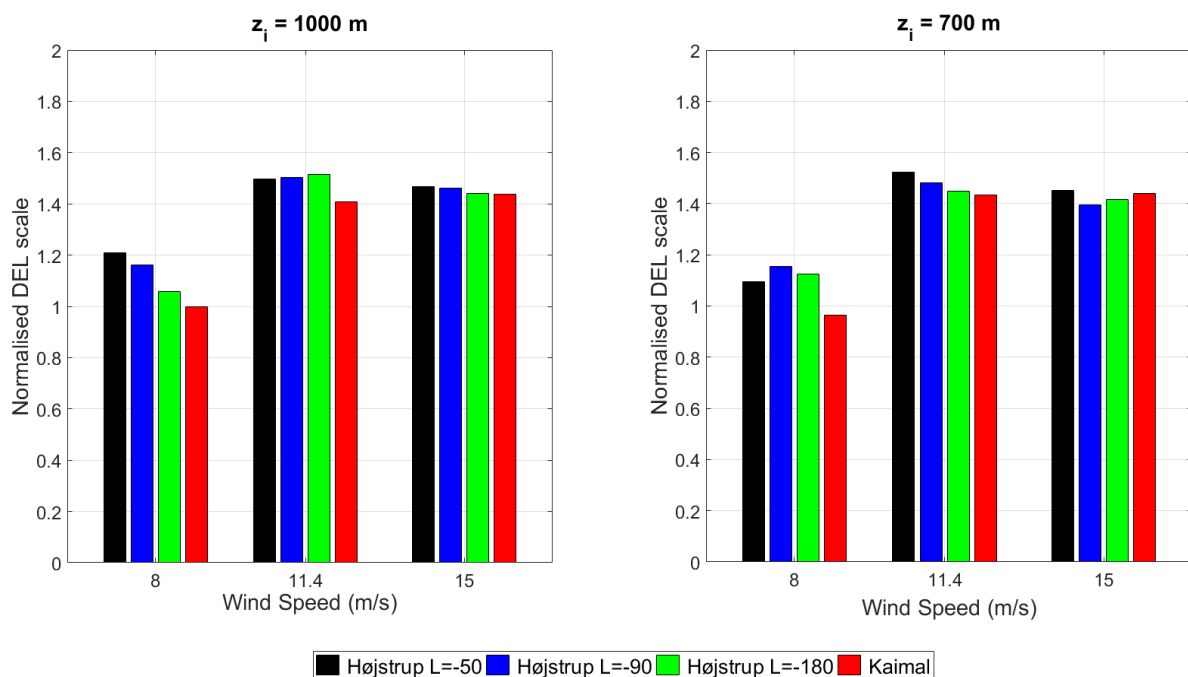 z_i = 1000 m
Normalised DEL scale
2
1.8
1.6
1.4
1.2
1
0.8
0.6
0.4
0.2
0
8 11.4 15
Wind Speed (m/s)
z_i = 700 m
Normalised DEL scale
2
1.8
1.6
1.4
1.2
1
0.8
0.6
0.4
0.2
0
8 11.4 15
Wind Speed (m/s)
Højstrup L=-50 Højstrup L=-90 Højstrup L=-180 Kaimal